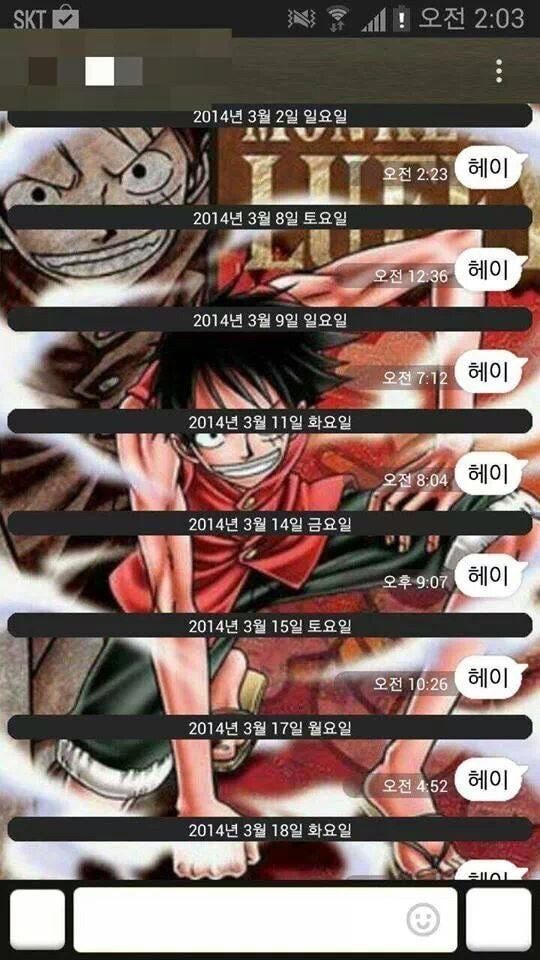 SKT
오전 2:03
2014년 3월 2일 일요일
오전 2:23 헤이
2014년 3월 8일 토요일
오전 12:36 헤이
2014년 3월 9일 일요일
오전 7:12 헤이
2014년 3월 11일 화요일
오전 8:04 헤이
2014년 3월 14일 금요일
오후 9:07 헤이
2014년 3월 15일 토요일
오전 10:26 헤이
2014년 3월 17일 월요일
오전 4:52 헤이
2014년 3월 18일 화요일